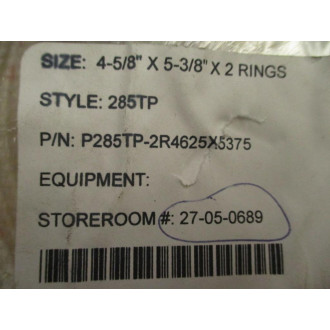 SIZE: 4-5/8" X 5-3/8" X 2 RINGS
STYLE: 285TP
P/N: P285TP-2R4625X5375
EQUIPMENT:
STOREROOM #: 27-05-0689